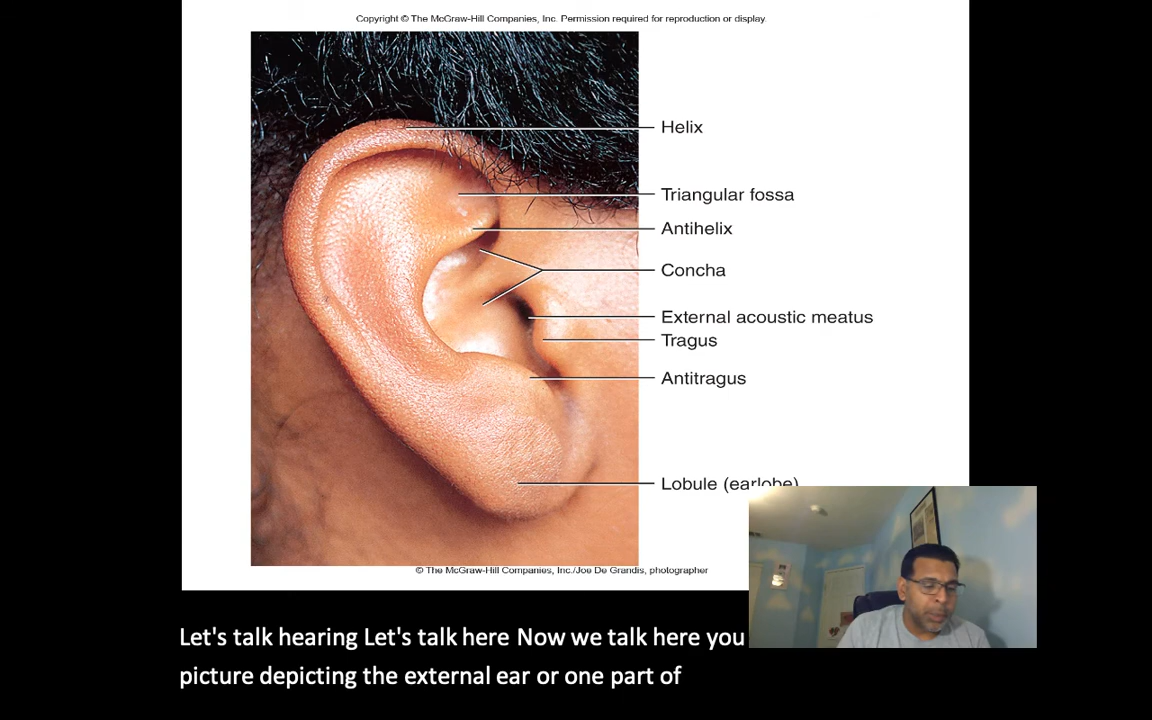 Copyright © The McGraw-Hill Companies, Inc. Permission required for reproduction or display.
Helix
Triangular fossa
Antihelix
Concha
External acoustic meatus
Tragus
Antitragus
Lobule (earlobe)
© The McGraw-Hill Companies, Inc./Joe De Grandis, photographer
Let's talk hearing Let's talk here Now we talk here you
picture depicting the external ear or one part of